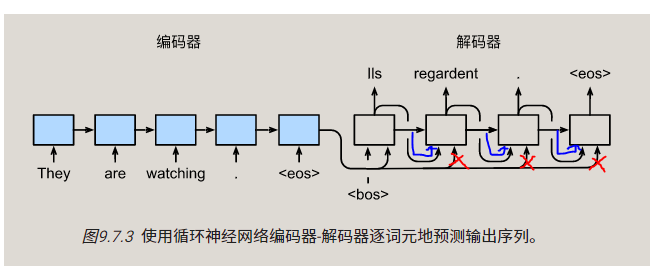 编码器
解码器
lls
regardent
.
<eos>
They
are
watching
.
<eos>
<bos>
图9.7.3 使用循环神经网络编码器-解码器逐词元地预测输出序列。